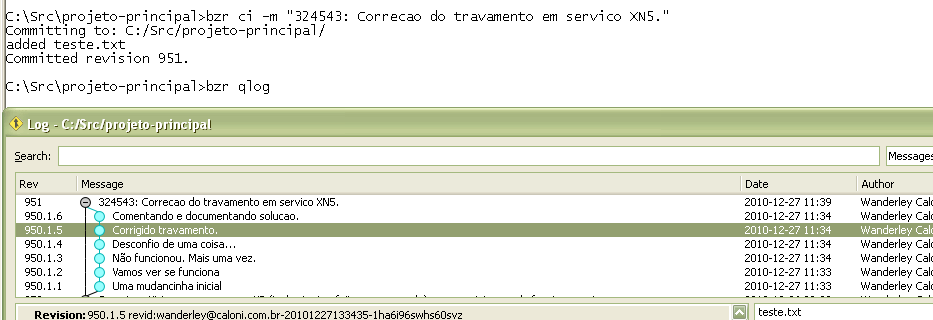 C:\Src\projeto-principal>bzr ci -m "324543: Correcao do travamento em servico XN5."
Committing to: C:/Src/projeto-principal/
added teste.txt
Committed revision 951.
C:\Src\projeto-principal>bzr qlog
Log - C:/Src/projeto-principal
Search: Messages
Rev Message Date Author
951 324543: Correcao do travamento em servico XN5. 2010-12-27 11:39 Wanderley Calo
950.1.6 Comentando e documentando solucao. 2010-12-27 11:34 Wanderley Calo
950.1.5 Corrigido travamento. 2010-12-27 11:34 Wanderley Calo
950.1.4 Desconfio de uma coisa... 2010-12-27 11:34 Wanderley Calo
950.1.3 Não funcionou. Mais uma vez. 2010-12-27 11:34 Wanderley Calo
950.1.2 Vamos ver se funciona 2010-12-27 11:33 Wanderley Calo
950.1.1 Uma mudancinha inicial 2010-12-27 11:33 Wanderley Calo
Revision: 950.1.5 revid:wanderley@caloni.com.br-20101227133435-1ha6i96swhs60svz teste.txt